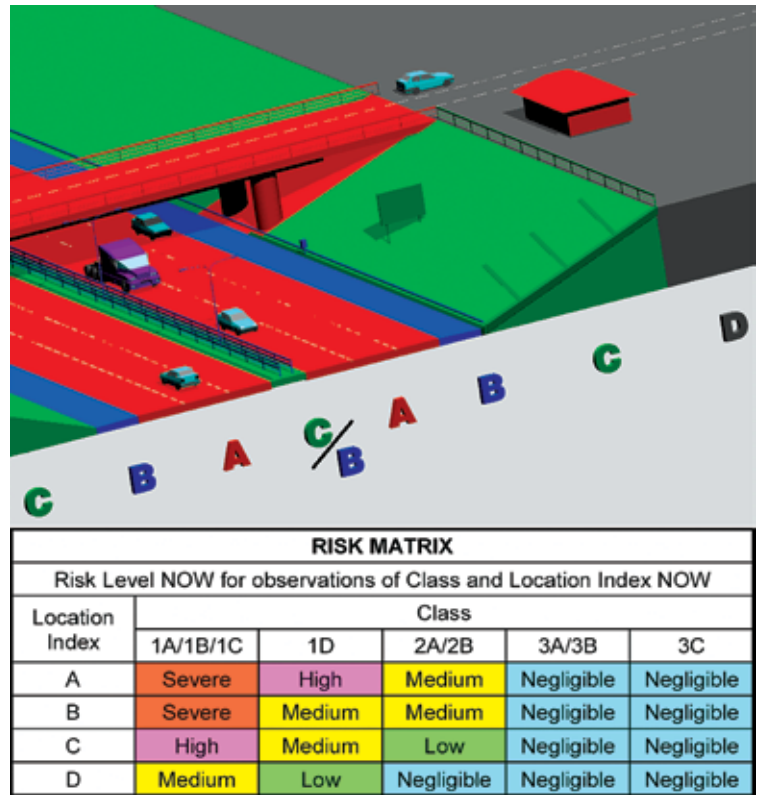 D
C
B
A
C/B
A
B
C
RISK MATRIX
Risk Level NOW for observations of Class and Location Index NOW
Location Index Class
1A/1B/1C 1D 2A/2B 3A/3B 3C
A Severe High Medium Negligible Negligible
B Severe Medium Medium Negligible Negligible
C High Medium Low Negligible Negligible
D Medium Low Negligible Negligible Negligible